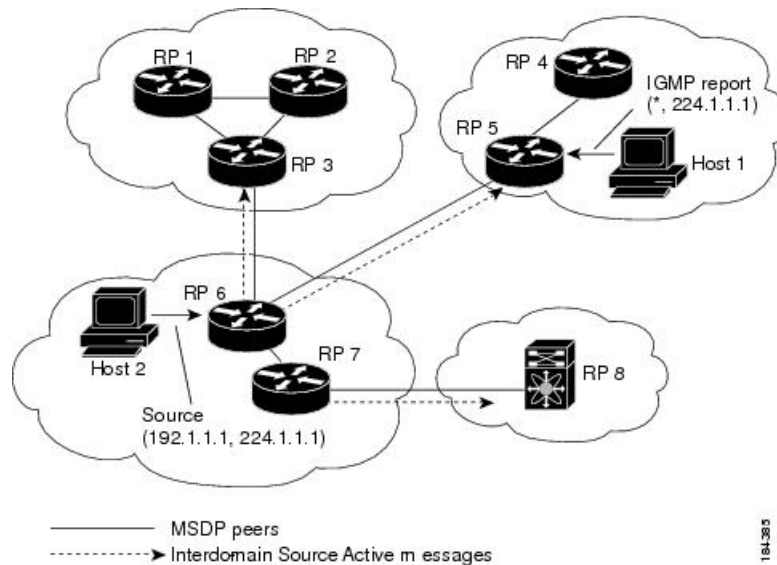 RP 1
RP 2
RP 3
RP 4
IGMP report
(*, 224.1.1.1)
RP 5
Host 1
RP 6
Host 2
RP 7
RP 8
Source
(192.1.1.1, 224.1.1.1)
MSDP peers
Interdomain Source Active m essages
184385